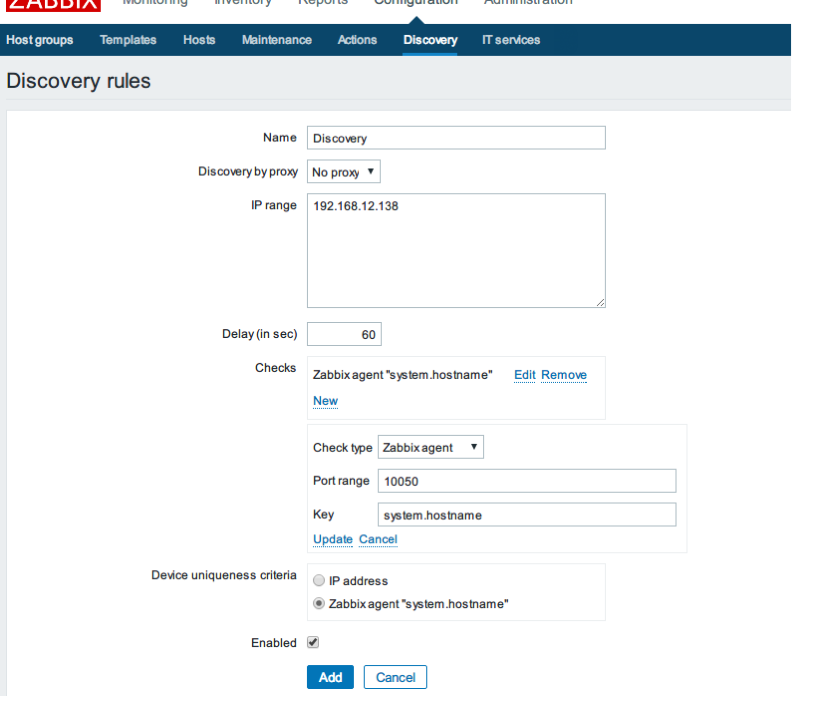 ZABBIX Monitoring Inventory Reports Configuration Administration
Host groups Templates Hosts Maintenance Actions Discovery IT services
Discovery rules
Name Discovery
Discovery by proxy No proxy
IP range 192.168.12.138
Delay (in sec) 60
Checks Zabbix agent "system.hostname" Edit Remove
New
Check type Zabbix agent
Port range 10050
Key system.hostname
Update Cancel
Device uniqueness criteria IP address
Zabbix agent "system.hostname"
Enabled
Add Cancel